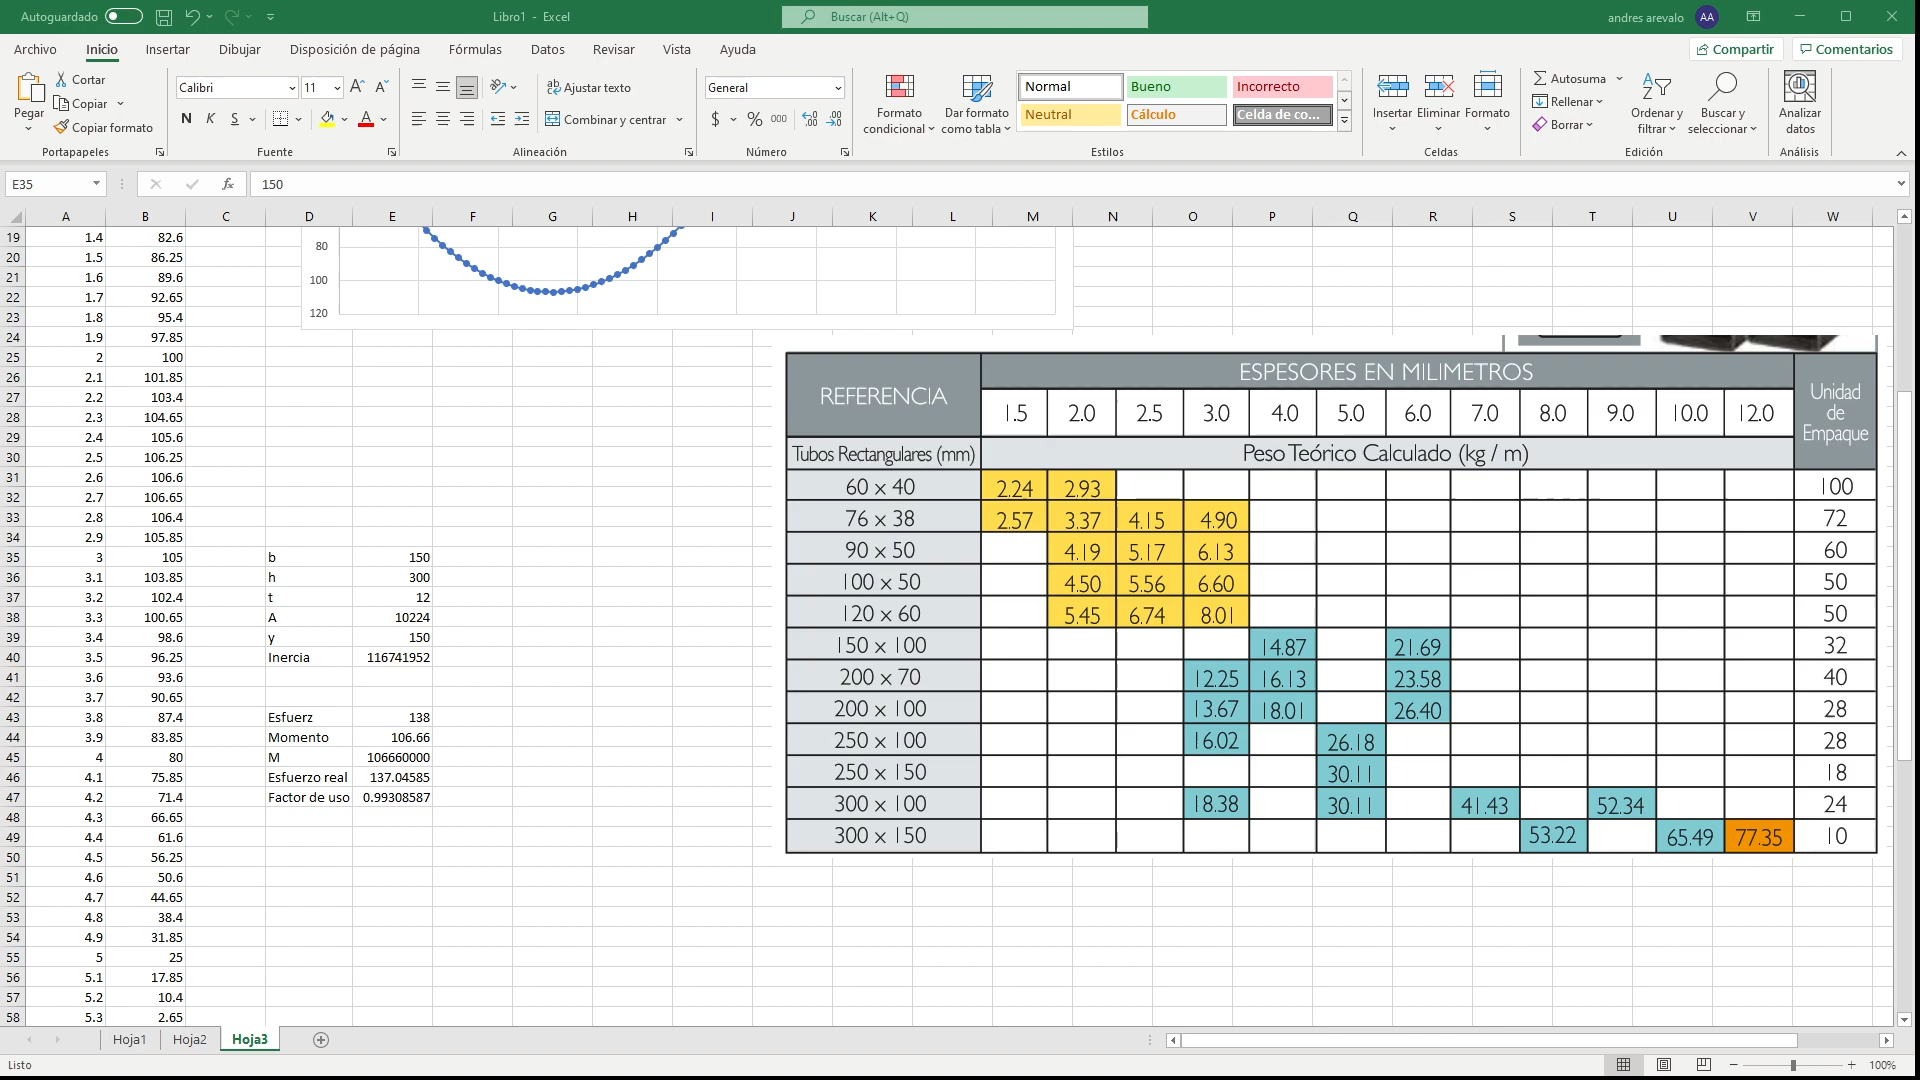 Autoguardado
Libro1 - Excel
Buscar (Alt+Q)
andres arevalo
AA
Archivo Inicio Insertar Dibujar Disposición de página Fórmulas Datos Revisar Vista Ayuda
Compartir
Comentarios
Pegar
Cortar
Copiar
Copiar formato
Portapapeles
Calibri 11 A A
N K S A
Fuente
Ajustar texto
Combinar y centrar
Alineación
General
$ % 000
Número
Formato condicional
Dar formato como tabla
Normal Bueno Incorrecto
Neutral Cálculo Celda de co...
Estilos
Insertar Eliminar Formato
Celdas
Autosuma
Rellenar
Borrar
Ordenar y filtrar
Buscar y seleccionar
Edición
Analizar datos
Análisis
E35
fx
150
A B C D E F G H I J K L M N O P Q R S T U V W
19 1.4 82.6
20 1.5 86.25
21 1.6 89.6
22 1.7 92.65
23 1.8 95.4
24 1.9 97.85
25 2 100
26 2.1 101.85
27 2.2 103.4
28 2.3 104.65
29 2.4 105.6
30 2.5 106.25
31 2.6 106.6
32 2.7 106.65
33 2.8 106.4
34 2.9 105.85
35 3 105 b 150
36 3.1 103.85 h 300
37 3.2 102.4 t 12
38 3.3 100.65 A 10224
39 3.4 98.6 y 150
40 3.5 96.25 Inercia 116741952
41 3.6 93.6
42 3.7 90.65
43 3.8 87.4 Esfuerz 138
44 3.9 83.85 Momento 106.66
45 4 80 M 106660000
46 4.1 75.85 Esfuerzo real 137.04585
47 4.2 71.4 Factor de uso 0.99308587
48 4.3 66.65
49 4.4 61.6
50 4.5 56.25
51 4.6 50.6
52 4.7 44.65
53 4.8 38.4
54 4.9 31.85
55 5 25
56 5.1 17.85
57 5.2 10.4
58 5.3 2.65
80
100
120
REFERENCIA
ESPESORES EN MILIMETROS
Unidad de Empaque
1.5 2.0 2.5 3.0 4.0 5.0 6.0 7.0 8.0 9.0 10.0 12.0
Tubos Rectangulares (mm) Peso Teórico Calculado (kg / m)
60 x 40 2.24 2.93 100
76 x 38 2.57 3.37 4.15 4.90 72
90 x 50 4.19 5.17 6.13 60
100 x 50 4.50 5.56 6.60 50
120 x 60 5.45 6.74 8.01 50
150 x 100 14.87 21.69 32
200 x 70 12.25 16.13 23.58 40
200 x 100 13.67 18.01 26.40 28
250 x 100 16.02 26.18 28
250 x 150 30.11 18
300 x 100 18.38 30.11 41.43 52.34 24
300 x 150 53.22 65.49 77.35 10
Hoja1 Hoja2 Hoja3
Listo
100%